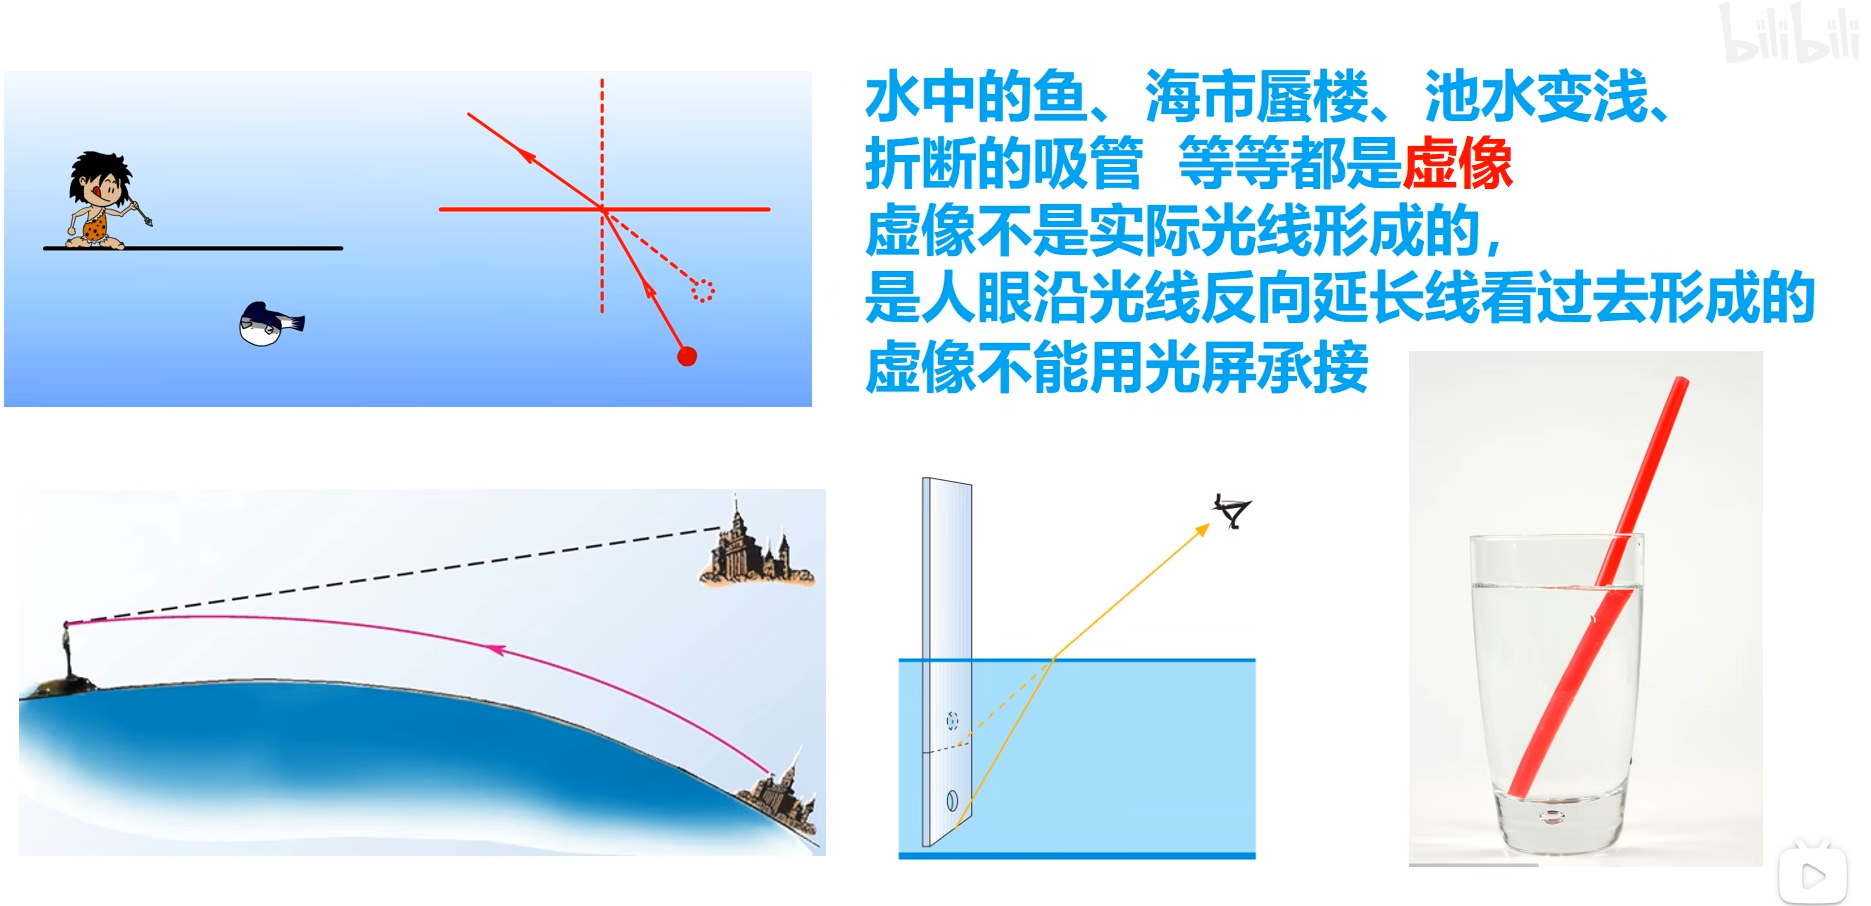 bilibili
水中的鱼、海市蜃楼、池水变浅、
折断的吸管 等等都是虚像
虚像不是实际光线形成的，
是人眼沿光线反向延长线看过去形成的
虚像不能用光屏承接